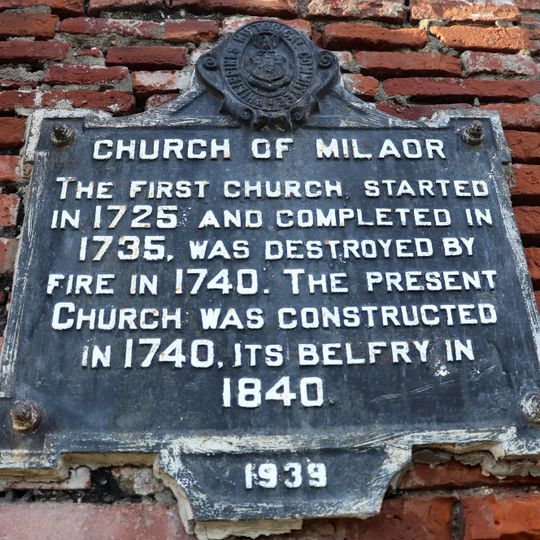 CHURCH OF MILAOR
THE FIRST CHURCH STARTED
IN 1725 AND COMPLETED IN
1735, WAS DESTROYED BY
FIRE IN 1740. THE PRESENT
CHURCH WAS CONSTRUCTED
IN 1740, ITS BELFRY IN
1840
1939